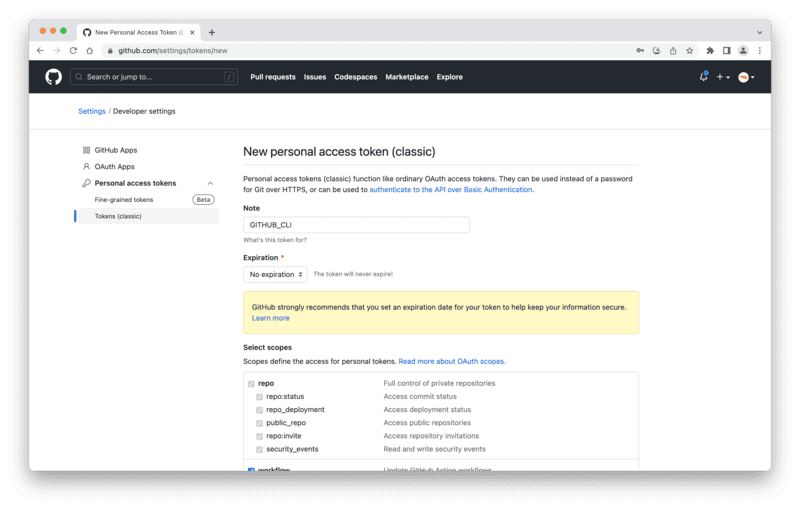 New Personal Access Token (C
github.com/settings/tokens/new
Search or jump to...
/
Pull requests
Issues
Codespaces
Marketplace
Explore
Settings / Developer settings
GitHub Apps
OAuth Apps
Personal access tokens
Fine-grained tokens
Beta
Tokens (classic)
New personal access token (classic)
Personal access tokens (classic) function like ordinary OAuth access tokens. They can be used instead of a password
for Git over HTTPS, or can be used to authenticate to the API over Basic Authentication.
Note
GITHUB_CLI
What's this token for?
Expiration *
No expiration
The token will never expire!
GitHub strongly recommends that you set an expiration date for your token to help keep your information secure.
Learn more
Select scopes
Scopes define the access for personal tokens. Read more about OAuth scopes.
repo Full control of private repositories
repo:status Access commit status
repo_deployment Access deployment status
public_repo Access public repositories
repo:invite Access repository invitations
security_events Read and write security events
workflow Update GitHub Action workflows